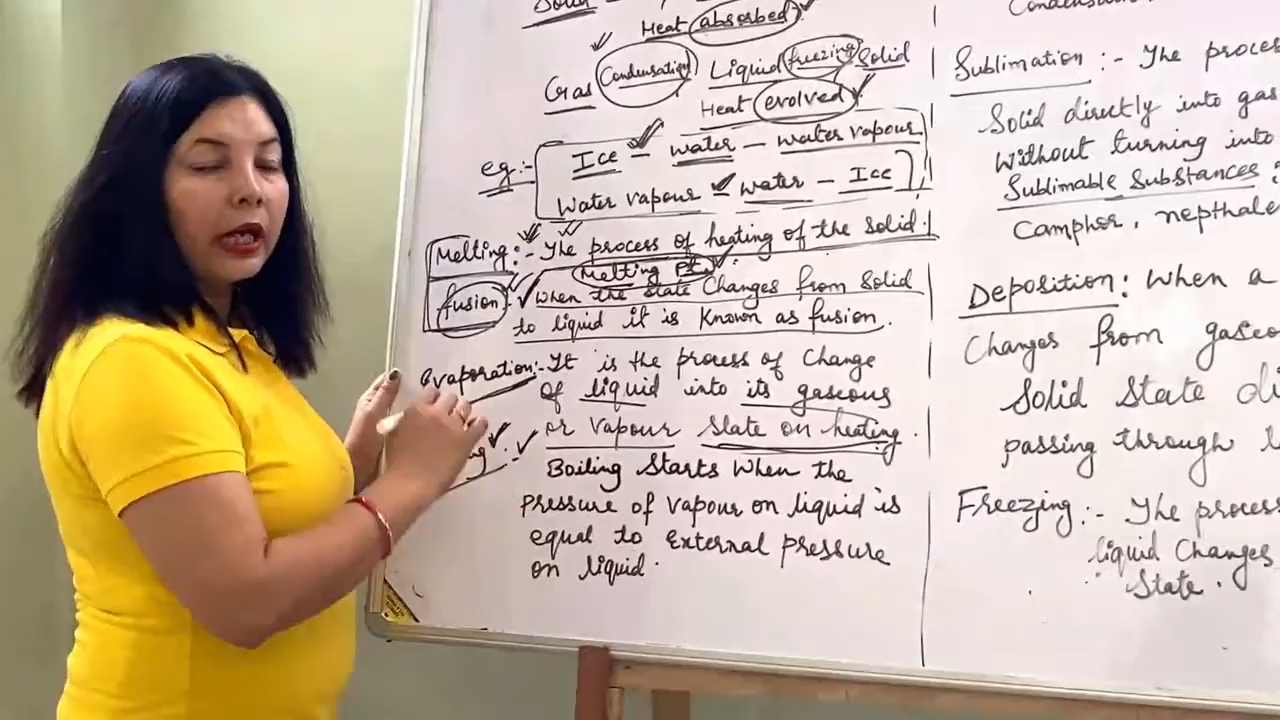 Solid
Heat absorbed
Gas Condensation Liquid freezing Solid
Heat evolved
eg:- Ice - water - water vapour
Water vapour water - Ice
Melting:- The process of heating of the solid.
Melting Pt.
fusion:- When the state Changes from Solid
to liquid it is Known as fusion.
evaporation:- It is the process of Change
of liquid into its gaseous
or vapour State on heating.
Boiling Starts When the
pressure of vapour on liquid is
equal to External pressure
on liquid.
Sublimation:- The process
Solid directly into gas
without turning into
Sublimable Substances:
Camphor, nepthale
Deposition: When a
Changes from gaseo
Solid State di
passing through
Freezing:- The process
liquid Changes
State.